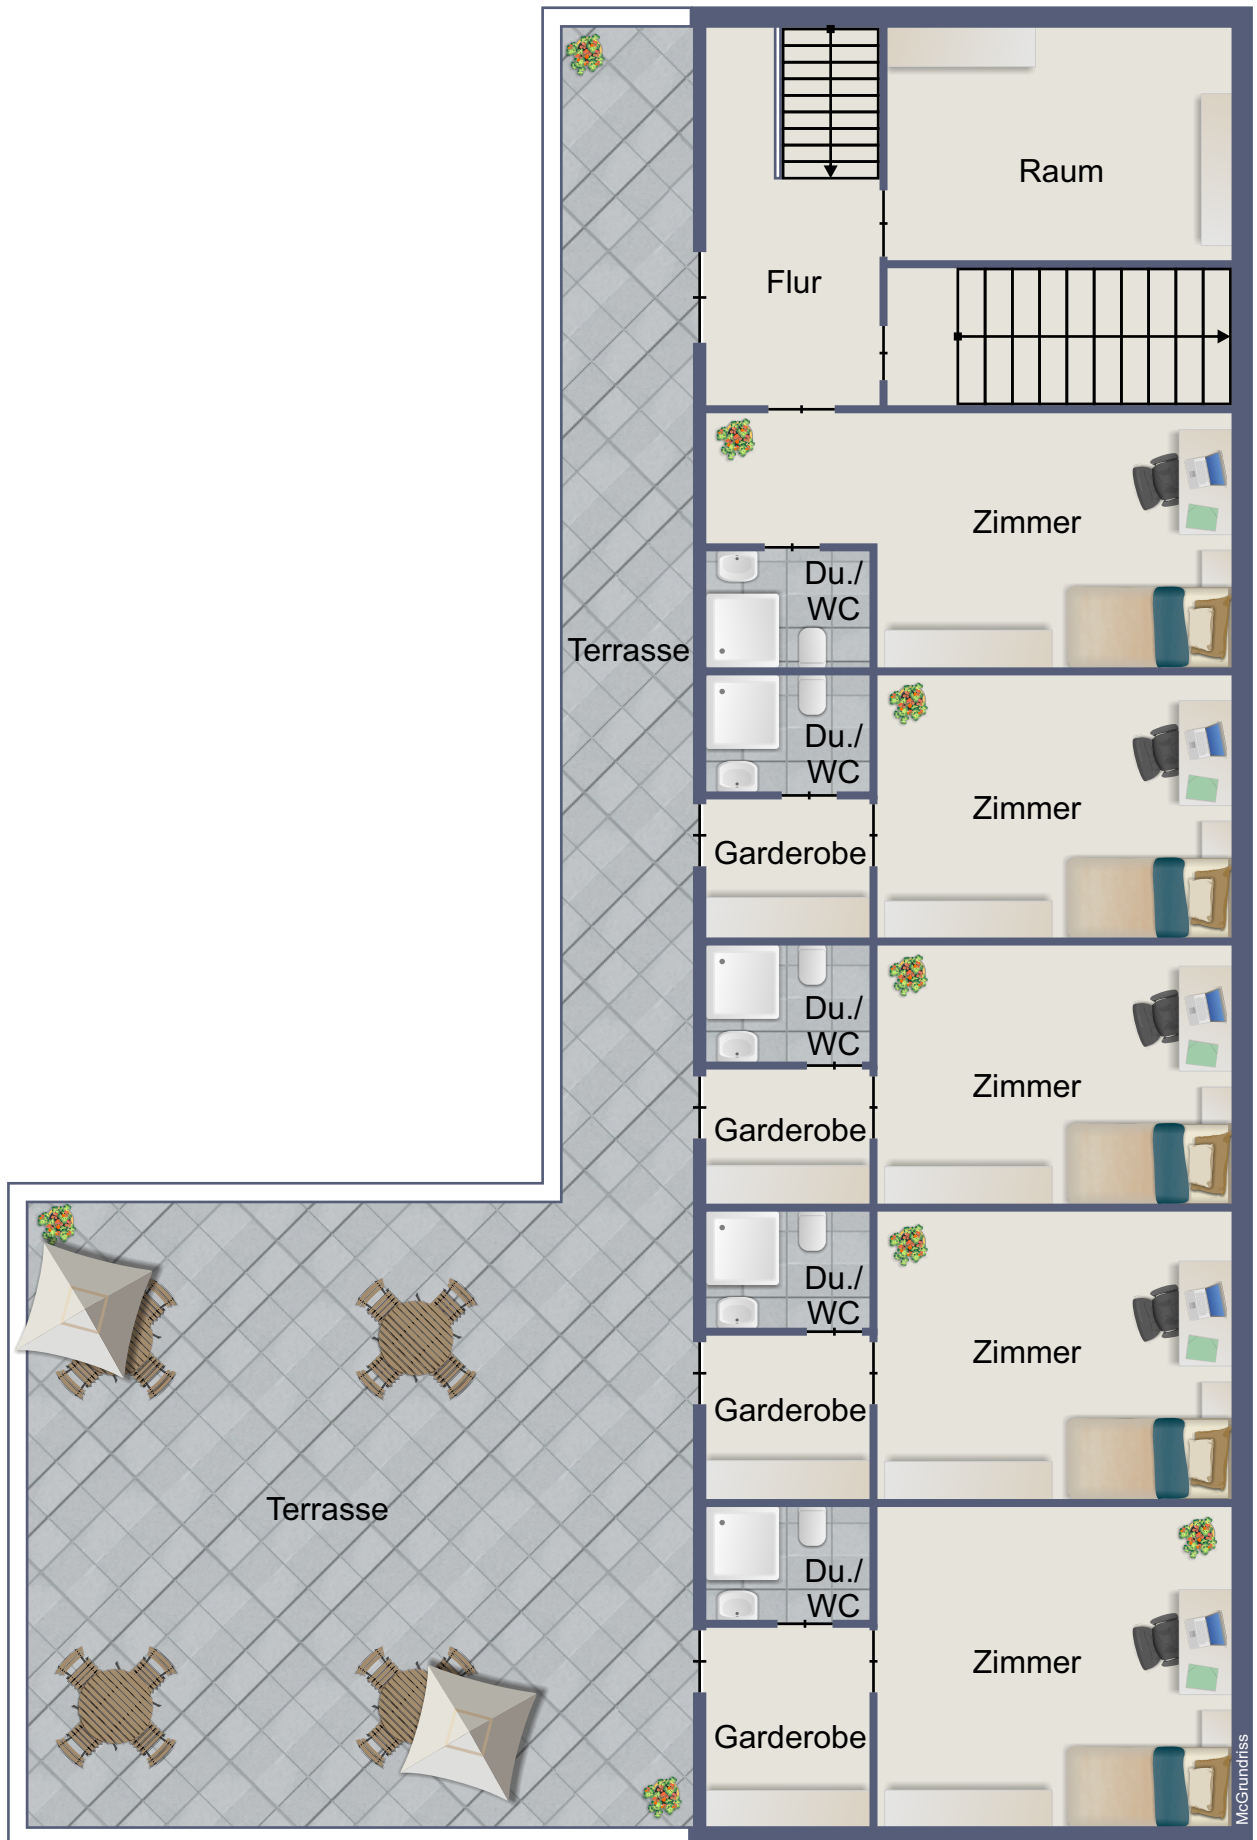 Raum
Flur
Zimmer
Du./
WC
Terrasse
Du./
WC
Zimmer
Garderobe
Du./
WC
Zimmer
Garderobe
Du./
WC
Zimmer
Garderobe
Terrasse
Du./
WC
Zimmer
Garderobe
McGrundriss